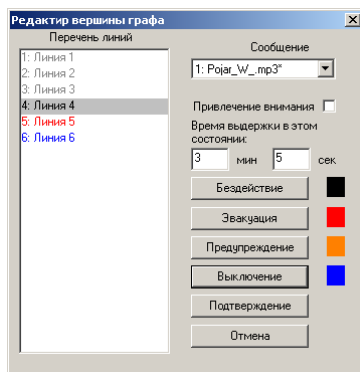 Редактир вершины графа
Перечень линий
1: Линия 1
2: Линия 2
3: Линия 3
4: Линия 4
5: Линия 5
6: Линия 6
Сообщение
1: Pojar_W_.mp3"
Привлечение внимания
Время выдержки в этом
состоянии:
3 мин 5 сек
Бездействие
Эвакуация
Предупреждение
Выключение
Подтверждение
Отмена